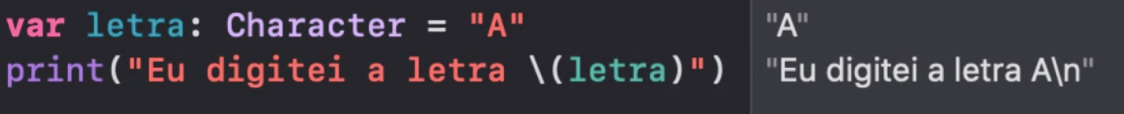 var letra: Character = "A" "A"
print("Eu digitei a letra \(letra)") "Eu digitei a letra A\n"